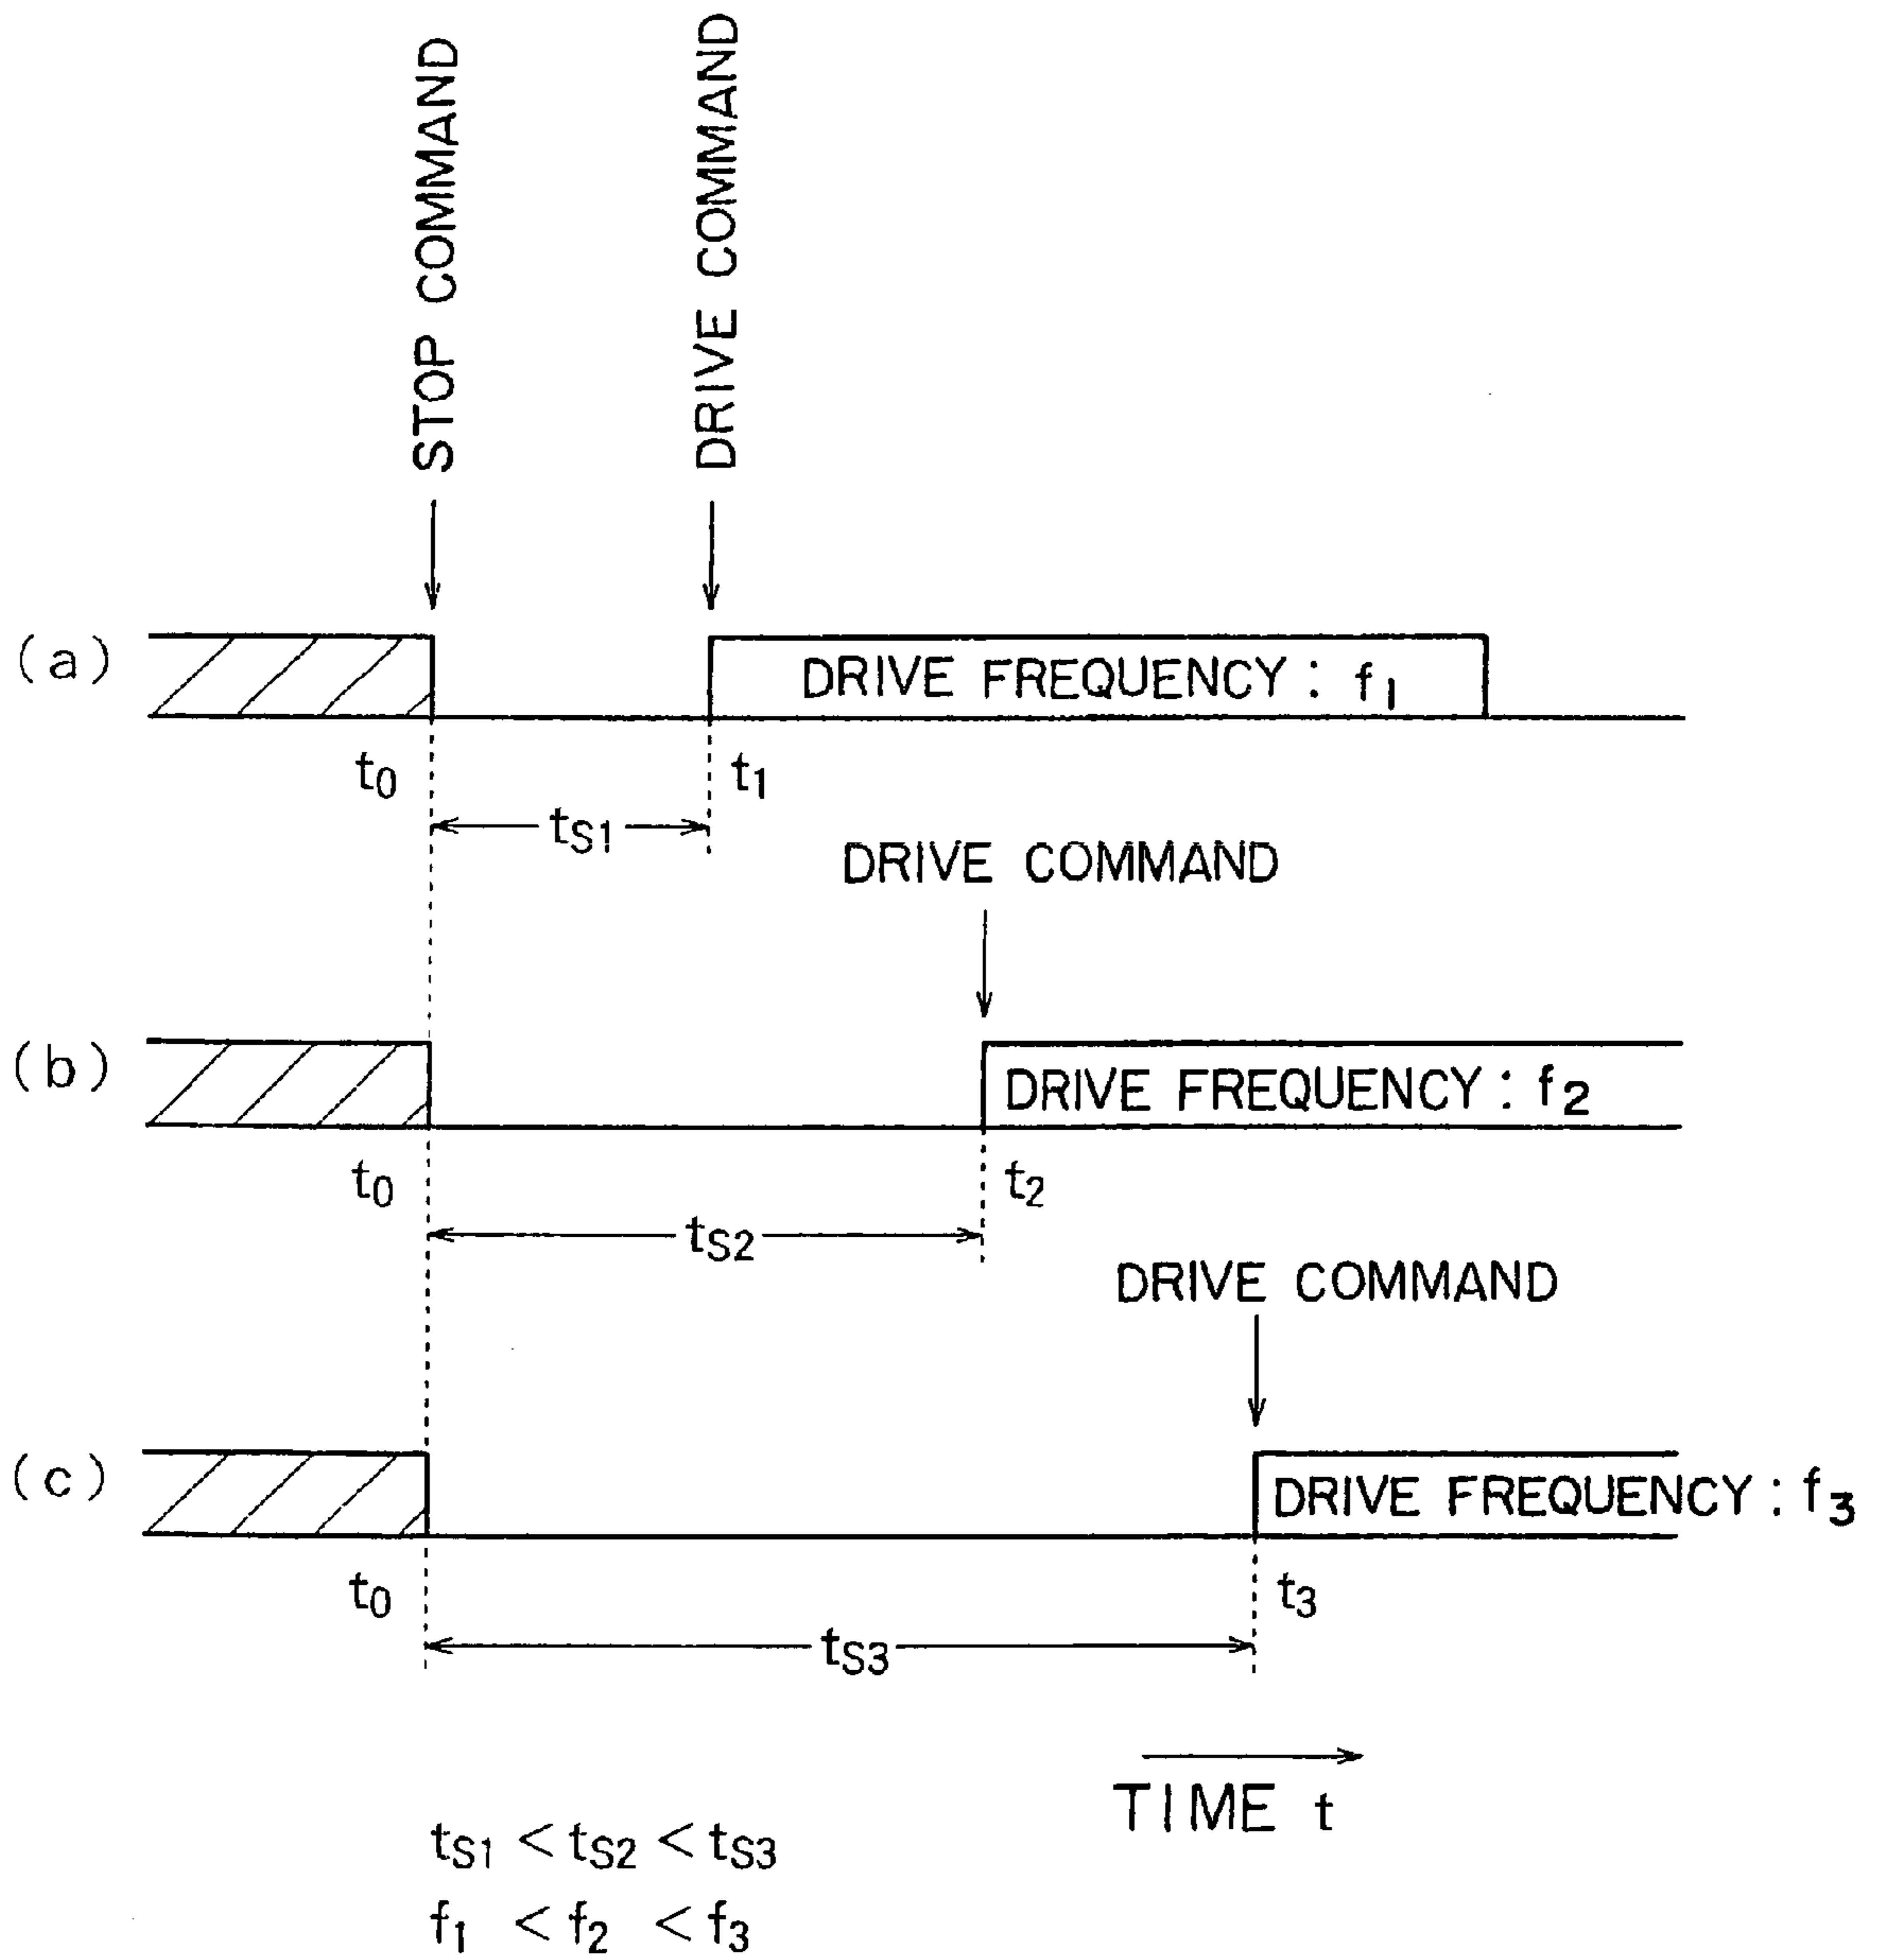 STOP COMMAND
DRIVE COMMAND
(a)
DRIVE FREQUENCY : f1
t0
t1
tS1
DRIVE COMMAND
(b)
DRIVE FREQUENCY : f2
t0
t2
tS2
DRIVE COMMAND
(c)
DRIVE FREQUENCY : f3
t0
t3
tS3
TIME t
tS1 < tS2 < tS3
f1 < f2 < f3